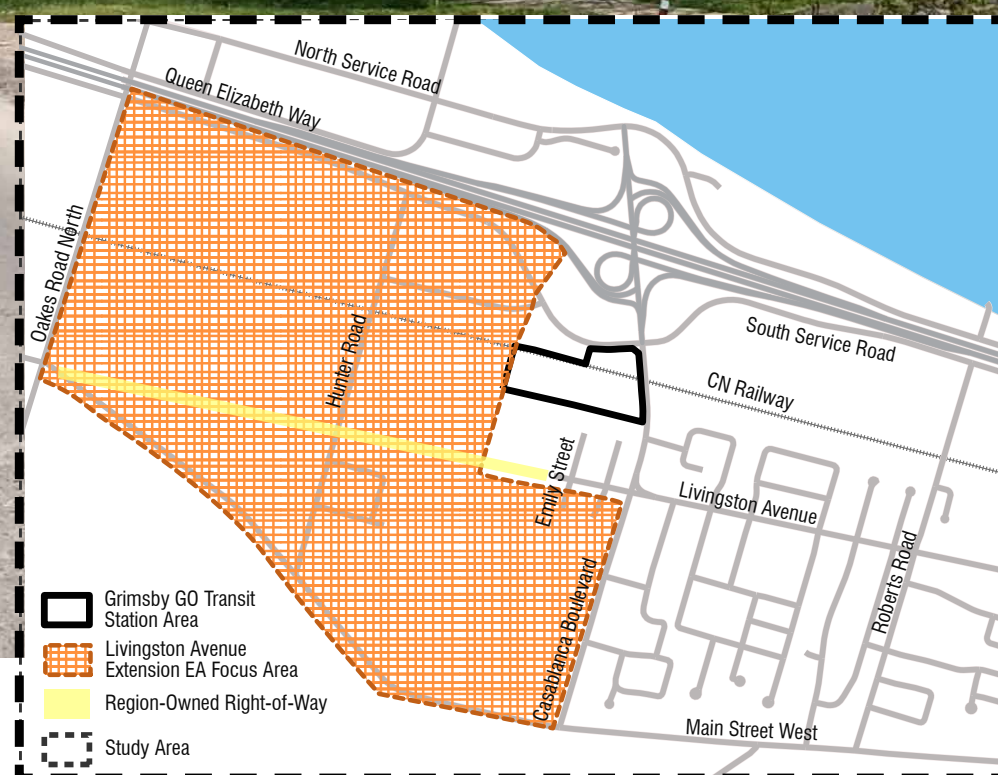 North Service Road
Queen Elizabeth Way
Oakes Road North
Hunter Road
South Service Road
CN Railway
Emily Street
Livingston Avenue
Roberts Road
Casablanca Boulevard
Main Street West
Grimsby GO Transit
Station Area
Livingston Avenue
Extension EA Focus Area
Region-Owned Right-of-Way
Study Area